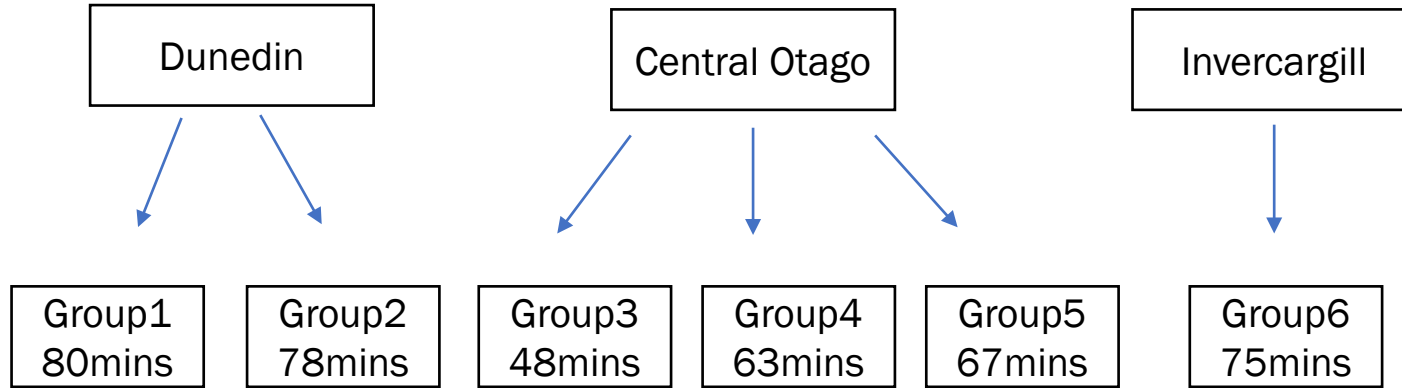 Dunedin
Central Otago
Invercargill
Group1
80mins
Group2
78mins
Group3
48mins
Group4
63mins
Group5
67mins
Group6
75mins